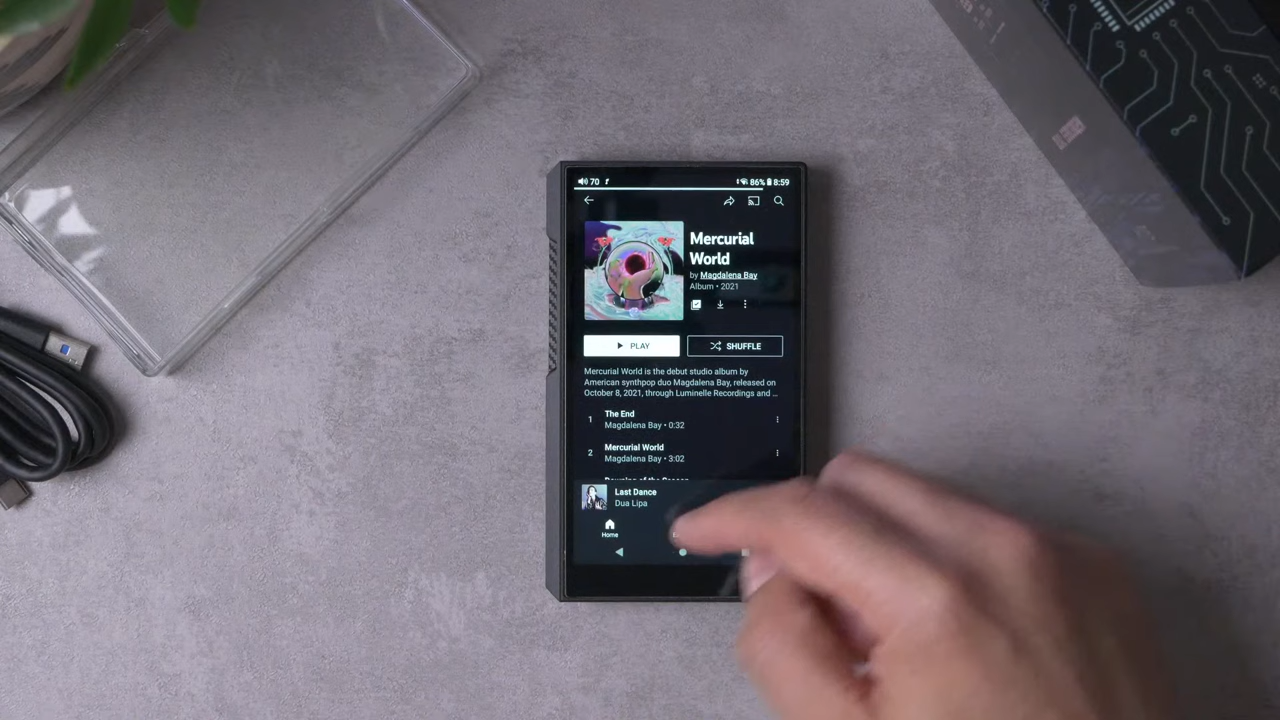 70 86% 8:59
Mercurial
World
by Magdalena Bay
Album • 2021
PLAY
SHUFFLE
Mercurial World is the debut studio album by
American synthpop duo Magdalena Bay, released on
October 8, 2021, through Luminelle Recordings and ...
1 The End
Magdalena Bay • 0:32
2 Mercurial World
Magdalena Bay • 3:02
Last Dance
Dua Lipa
Home